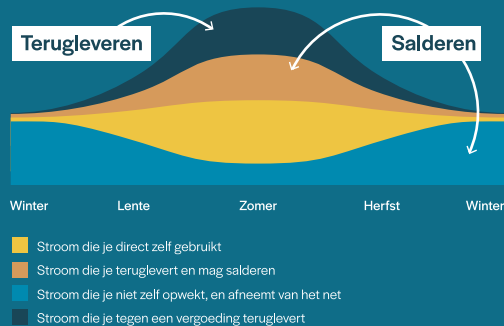 Terugleveren
Salderen
Winter Lente Zomer Herfst Winter
Stroom die je direct zelf gebruikt
Stroom die je teruglevert en mag salderen
Stroom die je niet zelf opwekt, en afneemt van het net
Stroom die je tegen een vergoeding teruglevert